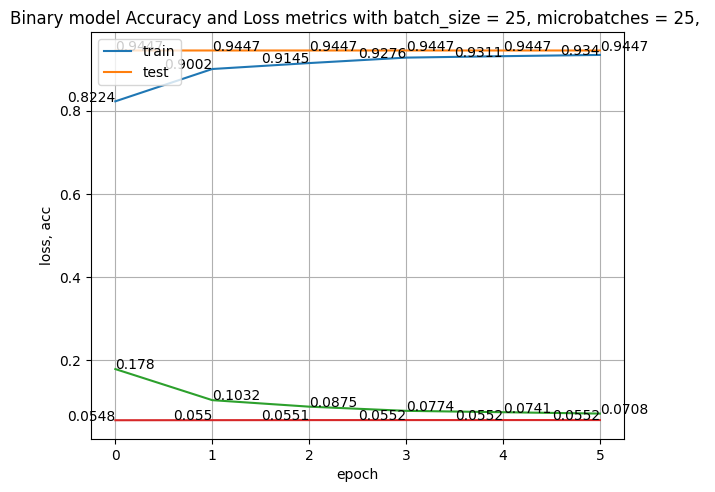 Binary model Accuracy and Loss metrics with batch_size = 25, microbatches = 25,
train
test
0.9447 0.9447 0.9447 0.9447 0.9447 0.9447
0.8224 0.9002 0.9145 0.9276 0.9311 0.934
0.178 0.1032 0.0875 0.0774 0.0741 0.0708
0.0548 0.055 0.0551 0.0552 0.0552 0.0552
0.8
0.6
0.4
0.2
loss, acc
0 1 2 3 4 5
epoch